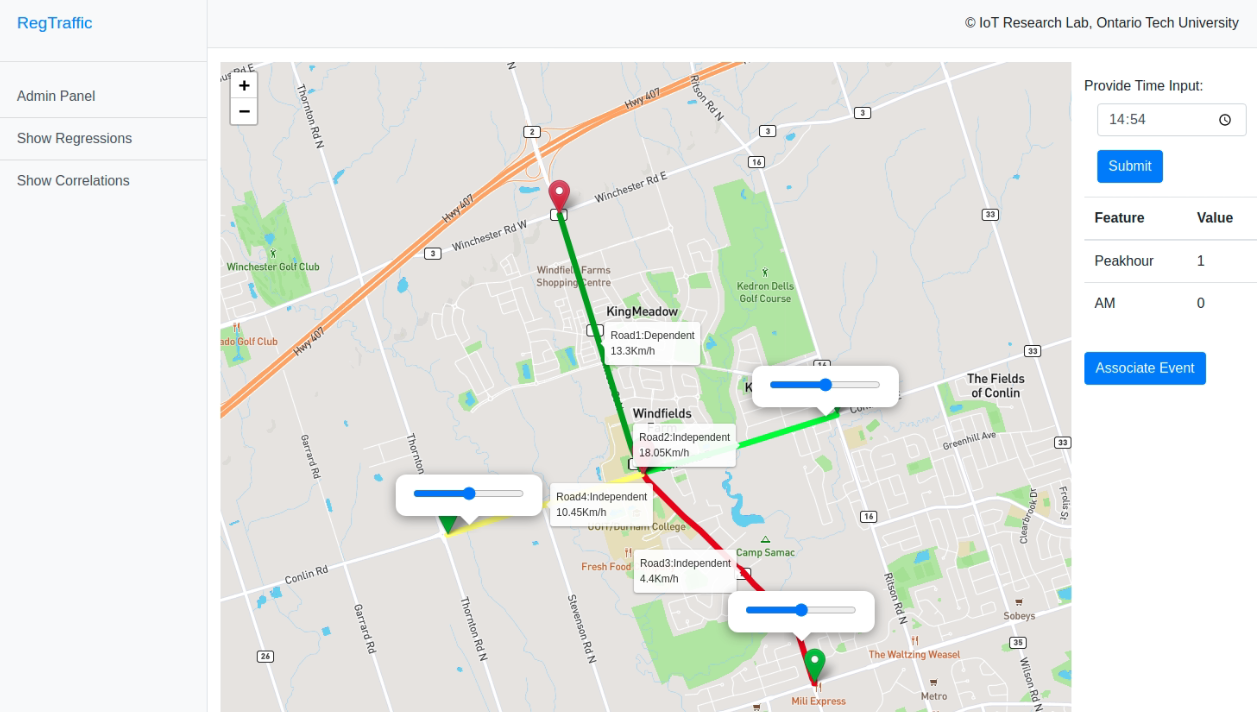 RegTraffic
© IoT Research Lab, Ontario Tech University
Admin Panel
Show Regressions
Show Correlations
+
−
Provide Time Input:
14:54
Submit
Feature Value
Peakhour 1
AM 0
Associate Event
Thornton Rd N
N
Hwy 407
Ritson Rd N
3
2
3
16
Winchester Rd E
33
Hwy 407
Winchester Rd W
3
Winchester Golf Club
Windfield Farms
Shopping Centre
Kedron Dells
Golf Course
KingMeadow
Road1:Dependent
13.3Km/h
Golf Club
Hwy 407
33
16
The Fields
of Conlin
K
Windfields
Road2:Independent
18.05Km/h
Greenhill Ave
33
Garrard Rd
Thornton
Road4:Independent
10.45Km/h
Durham College
16
Clearbrook Dr
Camp Samac
Fresh Food
Road3:Independent
4.4Km/h
Conlin Rd
Garrard Rd
Thornton Rd N
Stevenson Rd N
Ritson Rd N
Sobeys
35
26
The Waltzing Weasel
Wilson Rd N
Metro
Mili Express